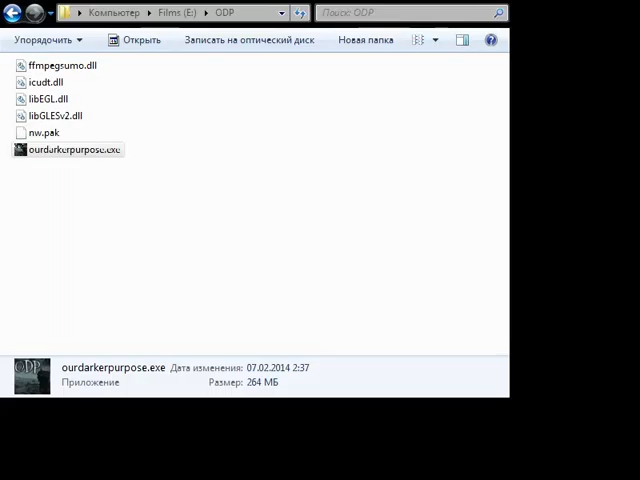 Компьютер Films (E:) ODP Поиск: ODP
Упорядочить Открыть Записать на оптический диск Новая папка
ffmpegsumo.dll
icudt.dll
libEGL.dll
libGLESv2.dll
nw.pak
ourdarkerpurpose.exe
ODP
ourdarkerpurpose.exe Дата изменения: 07.02.2014 2:37
Приложение Размер: 264 МБ